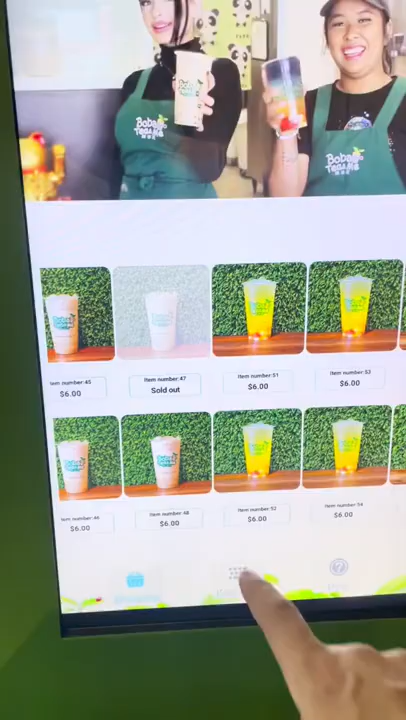 Boba
TeaMe
Boba
TeaMe
Item number:45
$6.00
Item number:47
Sold out
Item number:51
$6.00
Item number:53
$6.00
Item number:46
$6.00
Item number:48
$6.00
Item number:52
$6.00
Item number:54
$6.00